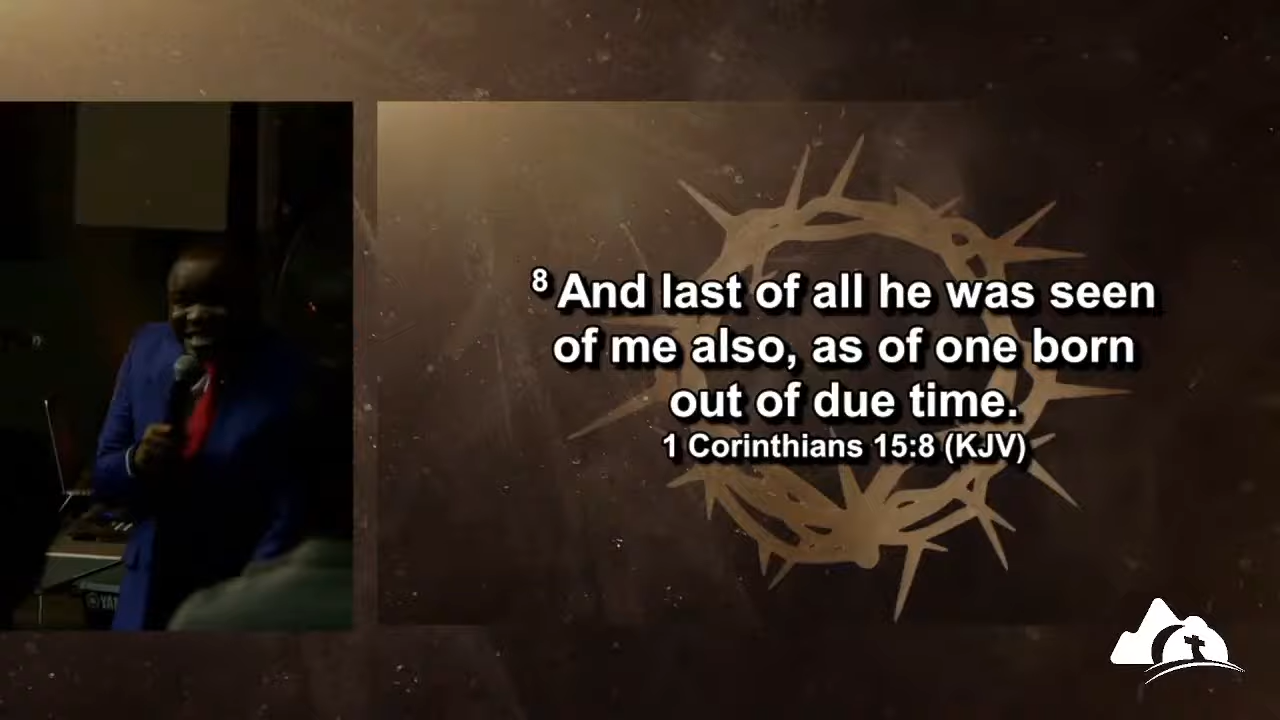 8 And last of all he was seen
of me also, as of one born
out of due time.
1 Corinthians 15:8 (KJV)